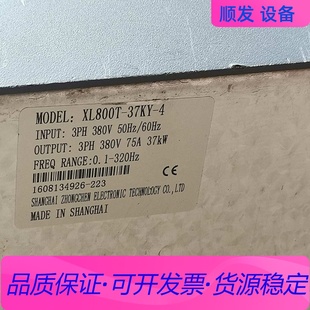 顺发 设备
MODEL: XL800T-37KY-4
INPUT: 3PH 380V 50Hz/60Hz
OUTPUT: 3PH 380V 75A 37kW
FREQ RANGE:0.1-320Hz
1608134926-223
SHANGHAI ZHONGCHEN ELECTRONIC TECHNOLOGY CO.,LTD
MADE IN SHANGHAI
品质保证·可开发票·货源稳定